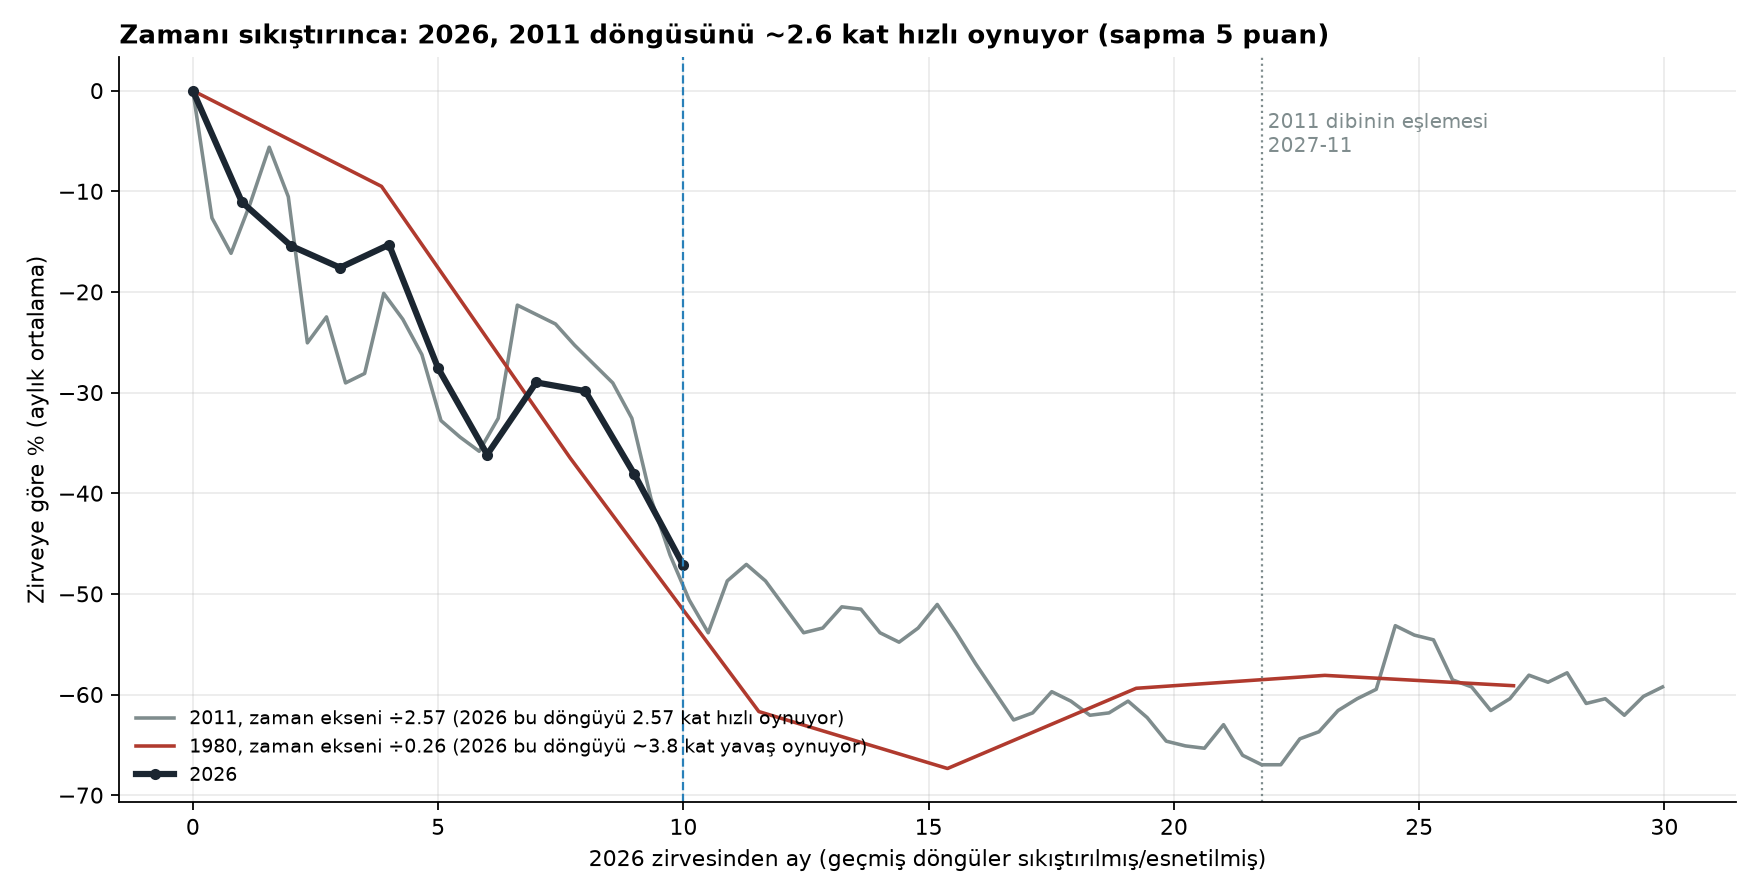 Zamanı sıkıştırınca: 2026, 2011 döngüsünü ~2.6 kat hızlı oynuyor (sapma 5 puan)
Zirveye göre % (aylık ortalama)
0
−10
−20
−30
−40
−50
−60
−70
2011 dibinin eşlemesi
2027-11
2011, zaman ekseni ÷2.57 (2026 bu döngüyü 2.57 kat hızlı oynuyor)
1980, zaman ekseni ÷0.26 (2026 bu döngüyü ~3.8 kat yavaş oynuyor)
2026
0
5
10
15
20
25
30
2026 zirvesinden ay (geçmiş döngüler sıkıştırılmış/esnetilmiş)